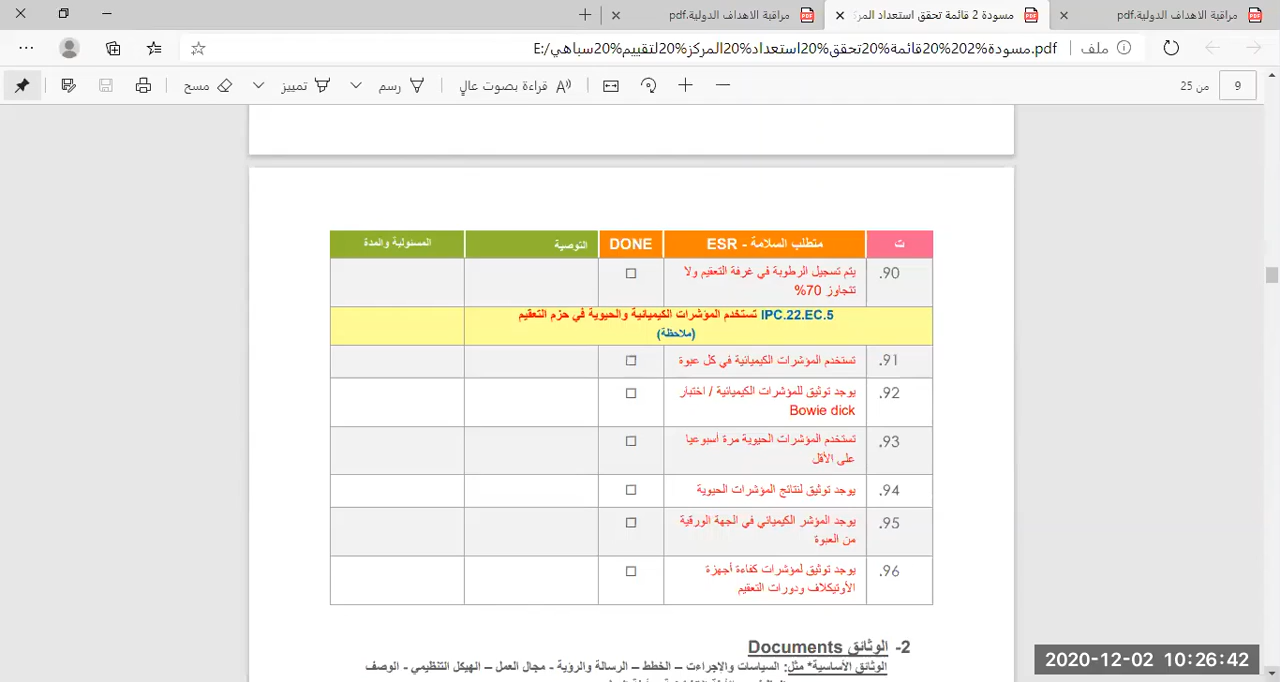 مراقبة الاهداف الدولية.pdf
مسودة 2 قائمة تحقق استعداد المرك
مراقبة الاهداف الدولية.pdf
ملف
E:/مسودة%202%20قائمة%20تحقق%20استعداد%20المركز%20لتقييم%20سباهي.pdf
9
من 25
قراءة بصوت عالٍ
رسم
تمييز
مسح
ت
متطلب السلامة - ESR
DONE
التوصية
المسئولية والمدة
90.
يتم تسجيل الرطوبة في غرفة التعقيم ولا
تتجاوز 70%
IPC.22.EC.5 تستخدم المؤشرات الكيميائية والحيوية في حزم التعقيم
(ملاحظة)
91.
تستخدم المؤشرات الكيميائية في كل عبوة
92.
يوجد توثيق للمؤشرات الكيميائية / اختبار
Bowie dick
93.
تستخدم المؤشرات الحيوية مرة أسبوعيا
على الأقل
94.
يوجد توثيق لنتائج المؤشرات الحيوية
95.
يوجد المؤشر الكيميائي في الجهة الورقية
من العبوة
96.
يوجد توثيق لمؤشرات كفاءة أجهزة
الأوتيكلاف ودورات التعقيم
2- الوثائق Documents
الوثائق الأساسية* مثل: السياسات والإجراءت – الخطط – الرسالة والرؤية - مجال العمل – الهيكل التنظيمي - الوصف
2020-12-02 10:26:42